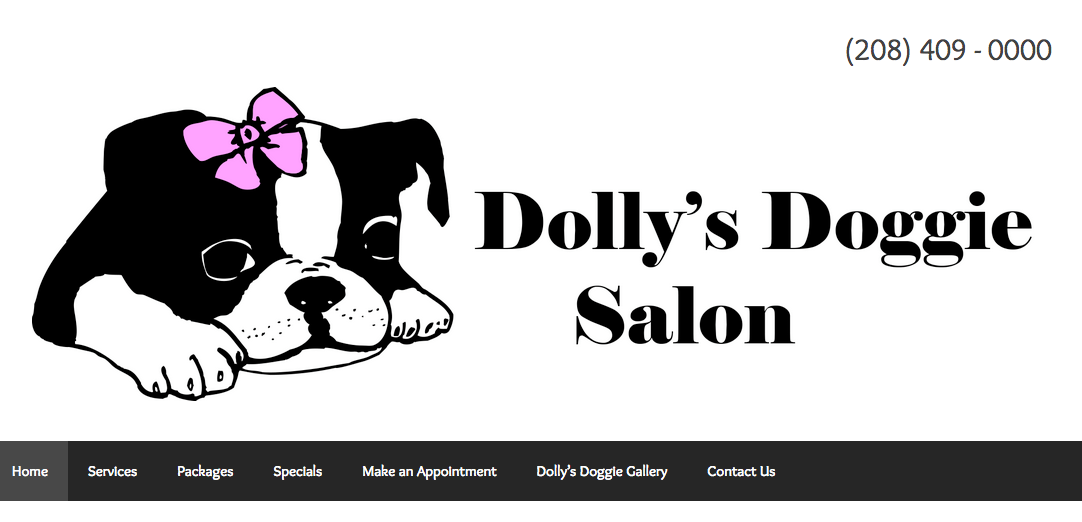 (208) 409 - 0000
Dolly's Doggie
Salon
Home Services Packages Specials Make an Appointment Dolly's Doggie Gallery Contact Us